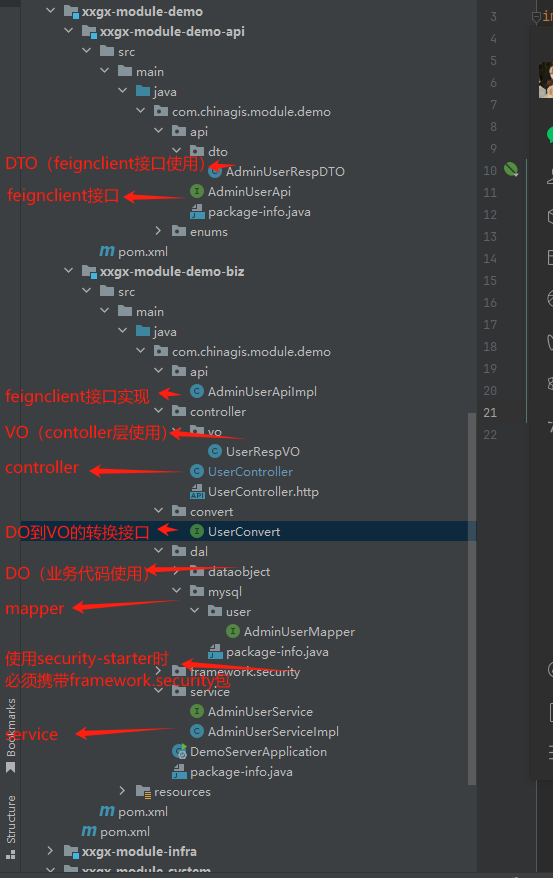 xxgx-module-demo
xxgx-module-demo-api
src
main
java
com.chinagis.module.demo
api
dto
DTO（feignclient接口使用）
AdminUserRespDTO
feignclient接口
AdminUserApi
package-info.java
enums
pom.xml
xxgx-module-demo-biz
src
main
java
com.chinagis.module.demo
api
feignclient接口实现
AdminUserApiImpl
controller
VO（contoller层使用）
vo
UserRespVO
controller
UserController
UserController.http
convert
DO到VO的转换接口
UserConvert
dal
DO（业务代码使用）
dataobject
mysql
mapper
user
AdminUserMapper
package-info.java
使用security-starter时
必须携带framework.security包
framework.security
service
AdminUserService
service
AdminUserServiceImpl
DemoServerApplication
package-info.java
resources
pom.xml
pom.xml
xxgx-module-infra
xxgx-module-system
Bookmarks
Structure
3
4
5
6
7
8
9
10
11
12
13
14
15
16
17
18
19
20
21
22